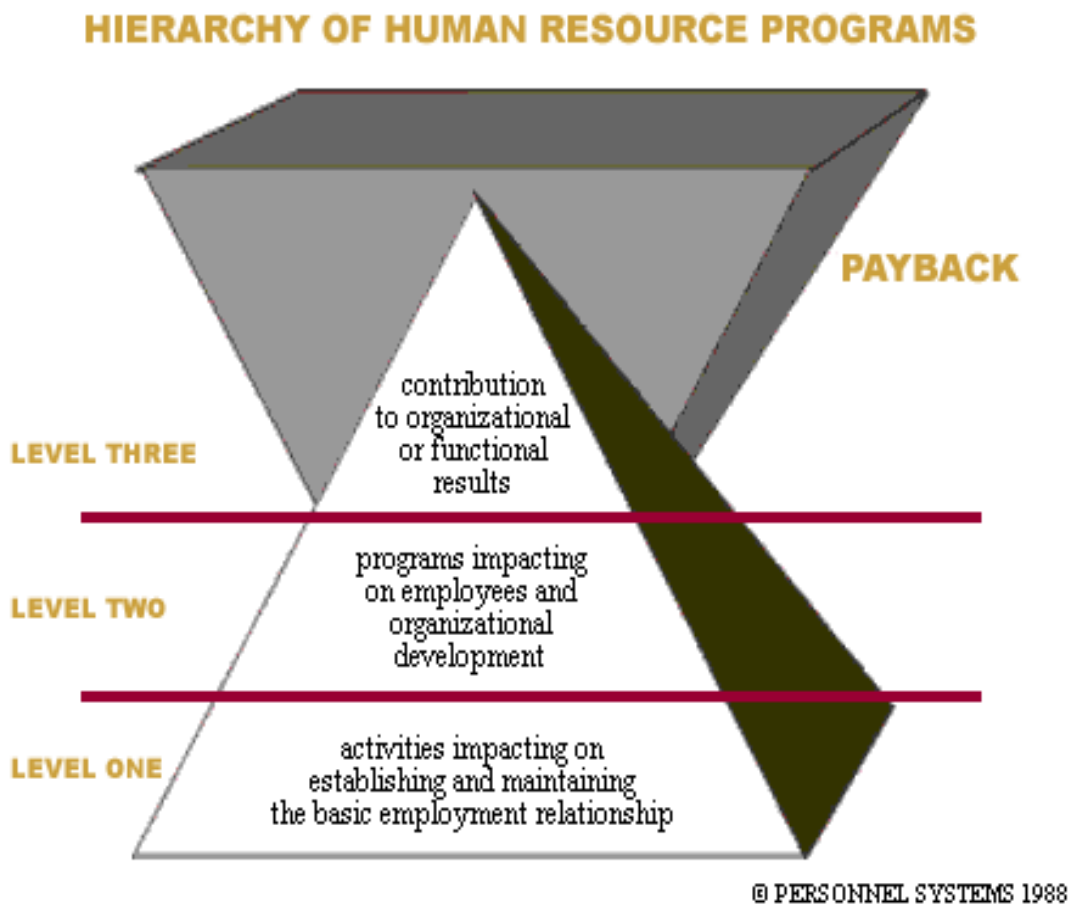 HIERARCHY OF HUMAN RESOURCE PROGRAMS
PAYBACK
LEVEL THREE
contribution
to organizational
or functional
results
LEVEL TWO
programs impacting
on employees and
organizational
development
LEVEL ONE
activities impacting on
establishing and maintaining
the basic employment relationship
© PERSONNEL SYSTEMS 1988